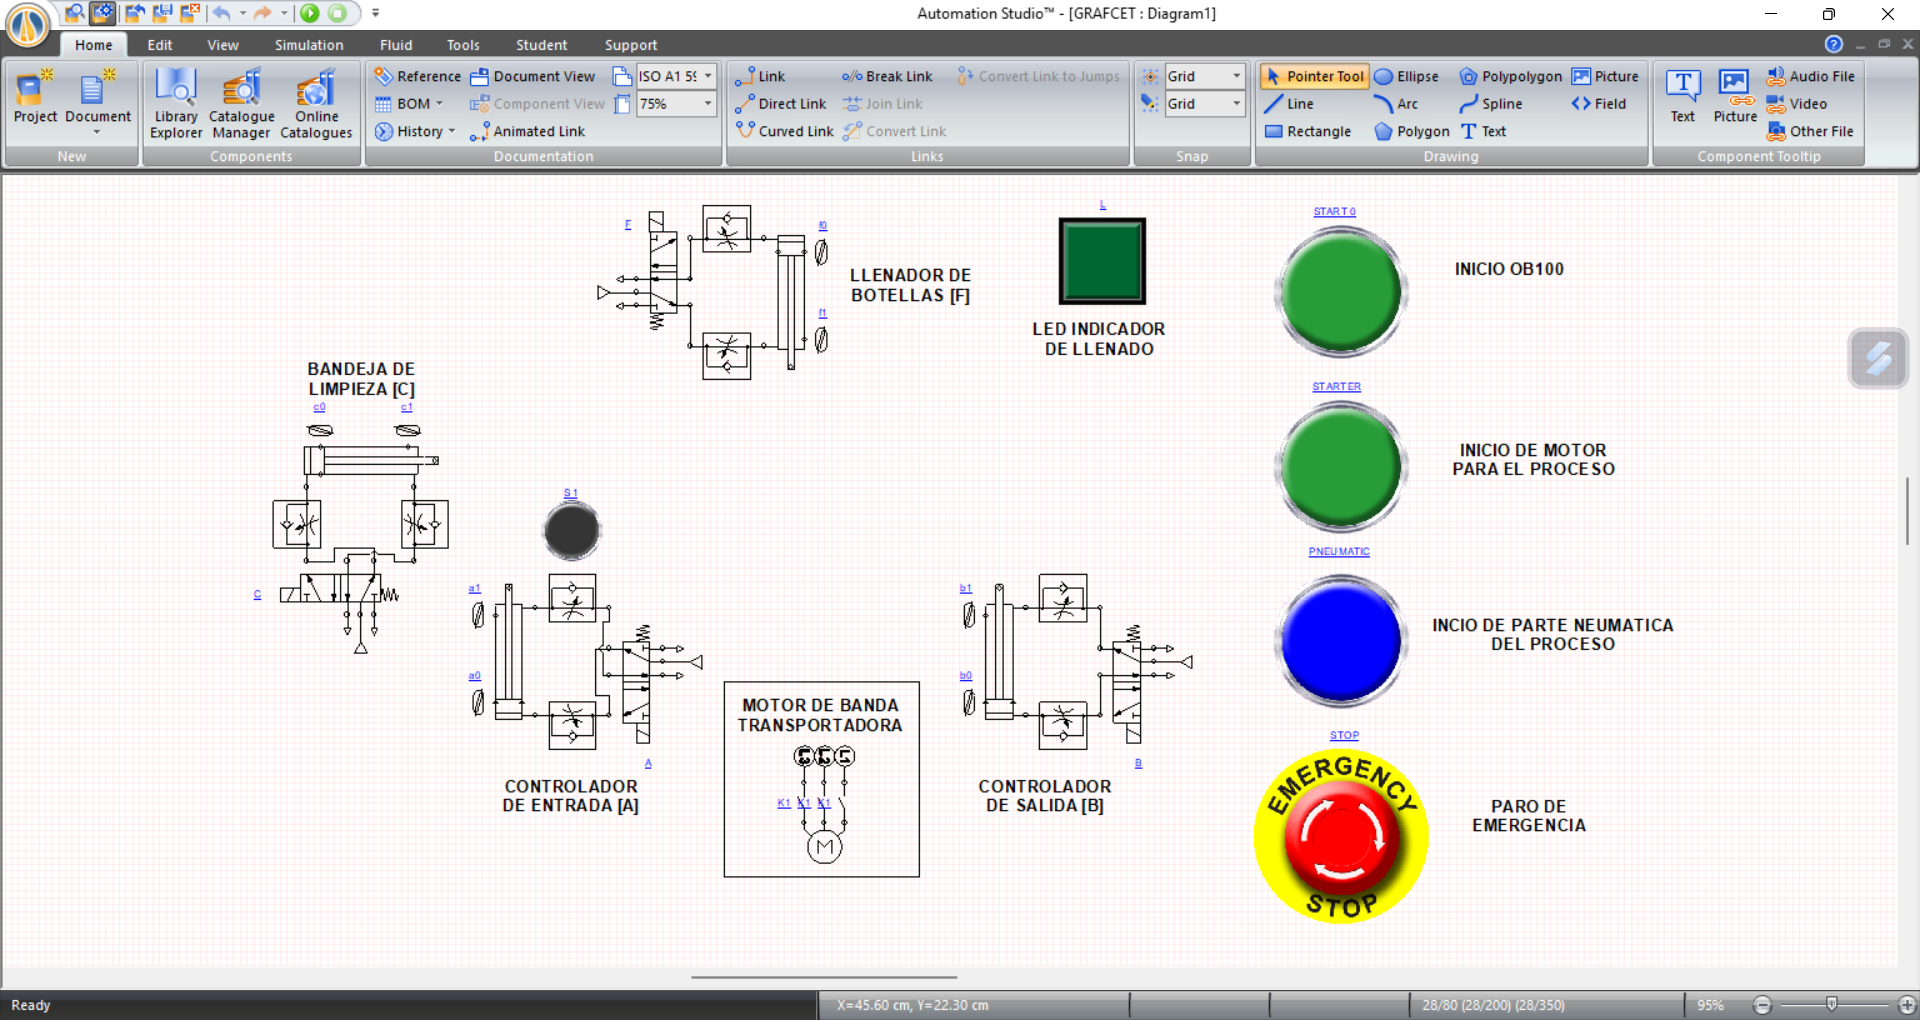 Automation Studio™ - [GRAFCET : Diagram1]
Home Edit View Simulation Fluid Tools Student Support
Project Document
New
Library Explorer
Catalogue Manager
Online Catalogues
Components
Reference Document View ISO A1 5
BOM Component View 75%
History Animated Link
Documentation
Link Break Link Convert Link to Jumps
Direct Link Join Link
Curved Link Convert Link
Links
Grid
Grid
Snap
Pointer Tool Ellipse Polypolygon Picture
Line Arc Spline Field
Rectangle Polygon Text
Drawing
Text Picture
Audio File
Video
Other File
Component Tooltip
F
f0
f1
LLENADOR DE
BOTELLAS [F]
L
LED INDICADOR
DE LLENADO
START0
INICIO OB100
BANDEJA DE
LIMPIEZA [C]
c0 c1
C
STARTER
INICIO DE MOTOR
PARA EL PROCESO
S1
a1
a0
A
CONTROLADOR
DE ENTRADA [A]
MOTOR DE BANDA
TRANSPORTADORA
L3 L2 L1
K1 K1 K1
M
b1
b0
B
CONTROLADOR
DE SALIDA [B]
PNEUMATIC
INCIO DE PARTE NEUMATICA
DEL PROCESO
STOP
EMERGENCY
STOP
PARO DE
EMERGENCIA
Ready X=45.60 cm, Y=22.30 cm 28/80 (28/200) (28/350) 95%